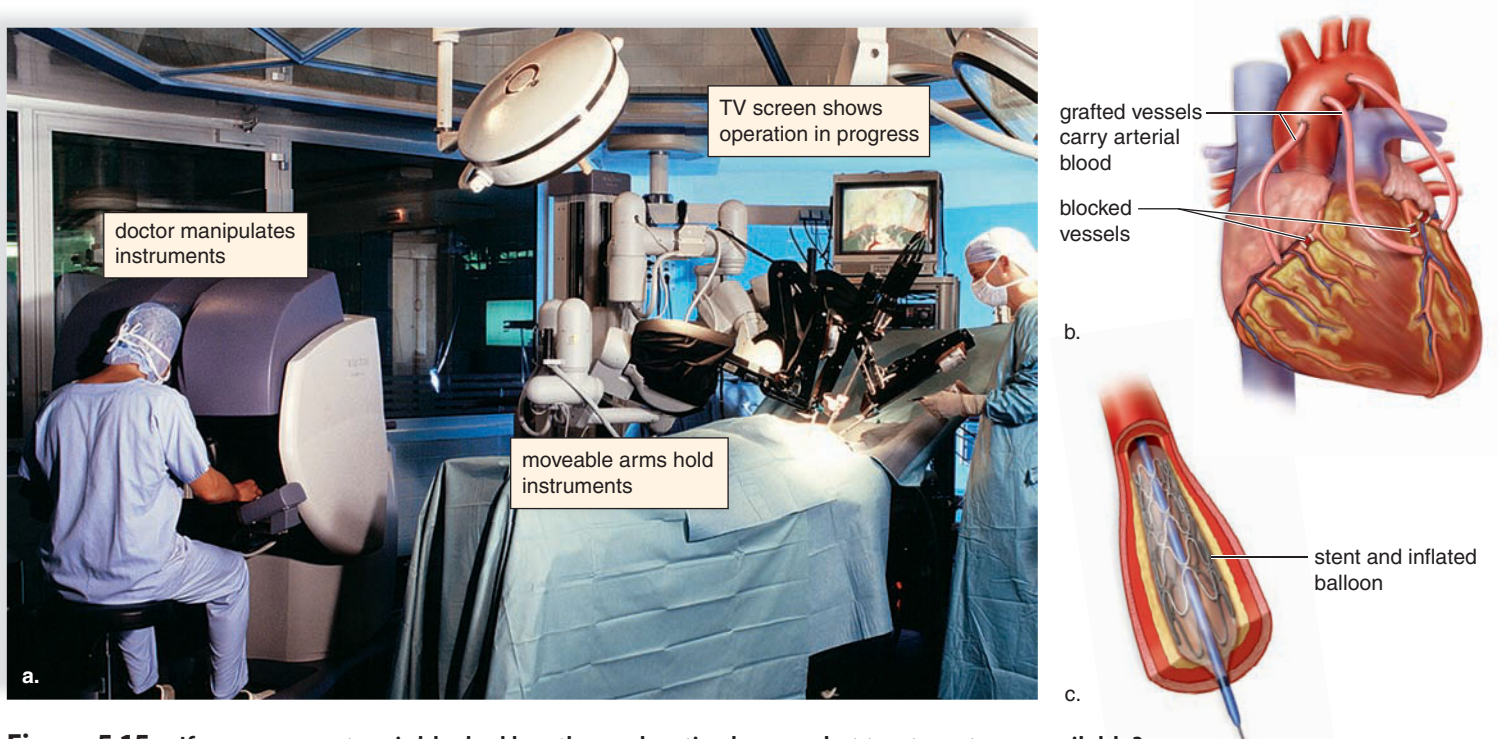 TV screen shows
operation in progress
doctor manipulates
instruments
moveable arms hold
instruments
a.
grafted vessels
carry arterial
blood
blocked
vessels
b.
stent and inflated
balloon
c.